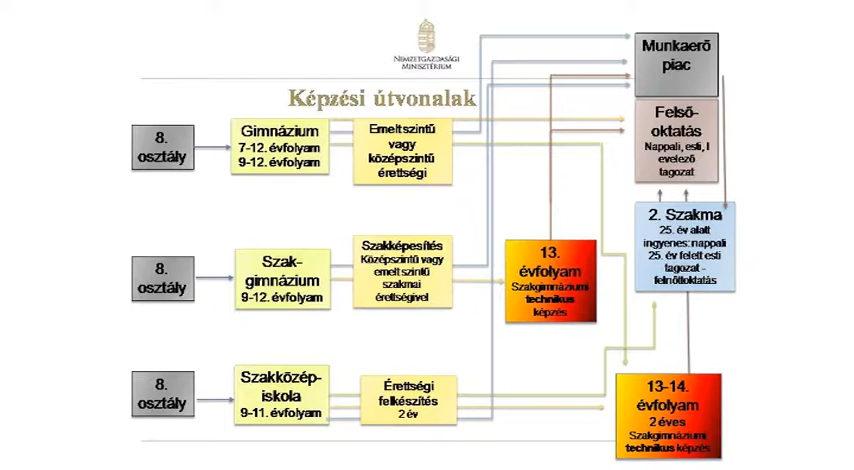 NEMZETGAZDASÁGI
MINISZTÉRIUM
Képzési útvonalak
8.
osztály
Gimnázium
7-12. évfolyam
9-12. évfolyam
Emelt szintű
vagy
középszintű
érettségi
Munkaerő
piac
Felső-
oktatás
Nappali, esti, l
evelező
tagozat
8.
osztály
Szak-
gimnázium
9-12. évfolyam
Szakképesítés
Középszintű vagy
emelt szintű
szakmai
érettségivel
13.
évfolyam
Szakgimnáziumi
technikus
képzés
2. Szakma
25. év alatt
ingyenes: nappali
25. év felett esti
tagozat -
felnőttoktatás
8.
osztály
Szakközép-
iskola
9-11. évfolyam
Érettségi
felkészítés
2 év
13-14.
évfolyam
2 éves
Szakgimnáziumi
technikus képzés